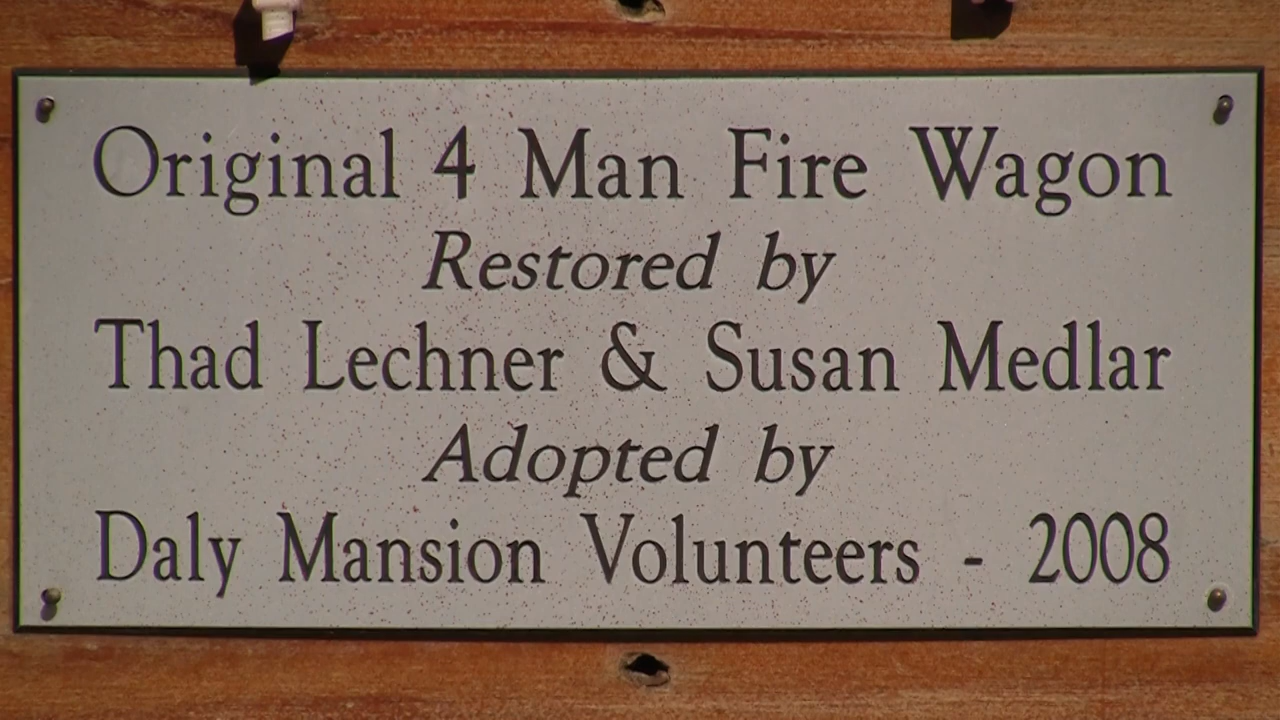 Original 4 Man Fire Wagon
Restored by
Thad Lechner & Susan Medlar
Adopted by
Daly Mansion Volunteers - 2008